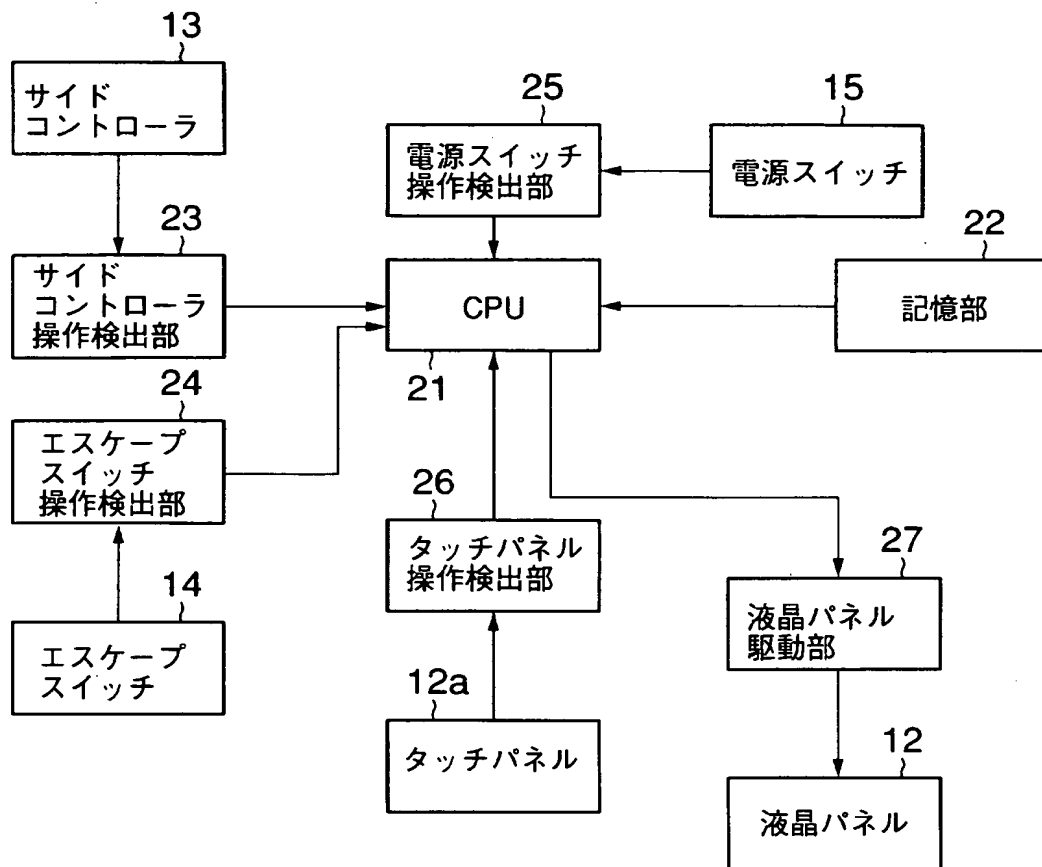 13
サイド
コントローラ
25
電源スイッチ
操作検出部
15
電源スイッチ
23
サイド
コントローラ
操作検出部
CPU
21
22
記憶部
24
エスケープ
スイッチ
操作検出部
26
タッチパネル
操作検出部
27
液晶パネル
駆動部
14
エスケープ
スイッチ
12a
タッチパネル
12
液晶パネル